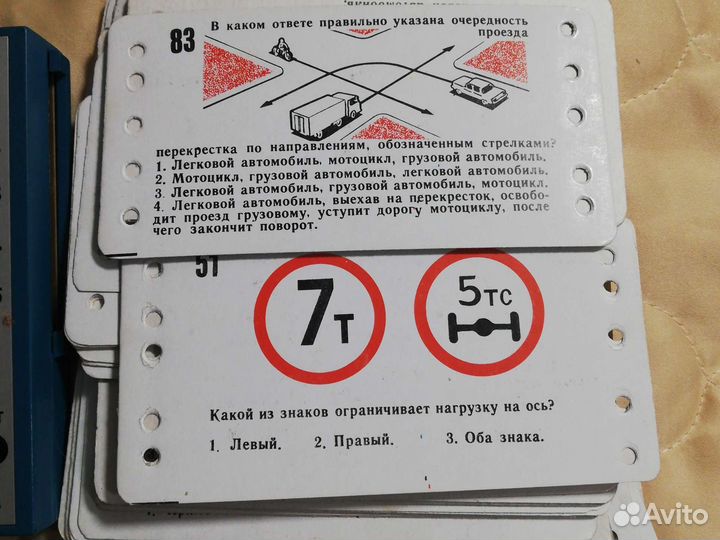 83
В каком ответе правильно указана очередность
проезда
перекрестка по направлениям, обозначенным стрелками?
1. Легковой автомобиль, мотоцикл, грузовой автомобиль.
2. Мотоцикл, грузовой автомобиль, легковой автомобиль.
3. Легковой автомобиль, грузовой автомобиль, мотоцикл.
4. Легковой автомобиль, выехав на перекресток, освобо-
дит проезд грузовому, уступит дорогу мотоциклу, после
чего закончит поворот.
51
7т
5тс
Какой из знаков ограничивает нагрузку на ось?
1. Левый. 2. Правый. 3. Оба знака.
Avito